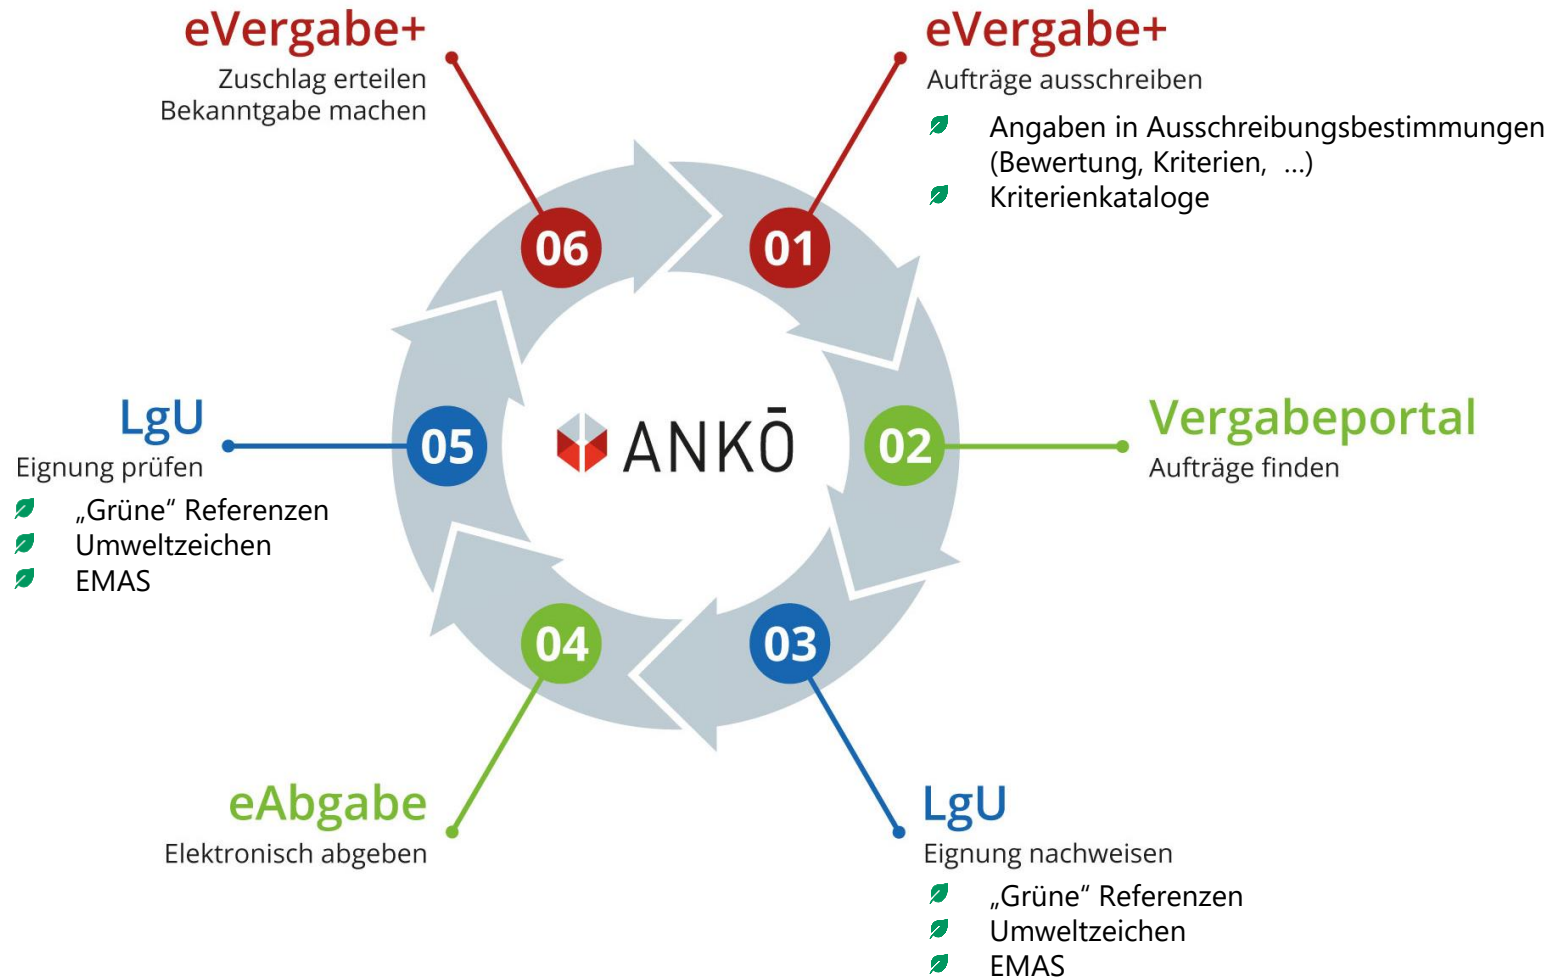 eVergabe+
Zuschlag erteilen
Bekanntgabe machen
eVergabe+
Aufträge ausschreiben
Angaben in Ausschreibungsbestimmungen
(Bewertung, Kriterien, ...)
Kriterienkataloge
06
01
LgU
Eignung prüfen
„Grüne“ Referenzen
Umweltzeichen
EMAS
05
ANKŌ
02
Vergabeportal
Aufträge finden
04
03
eAbgabe
Elektronisch abgeben
LgU
Eignung nachweisen
„Grüne“ Referenzen
Umweltzeichen
EMAS